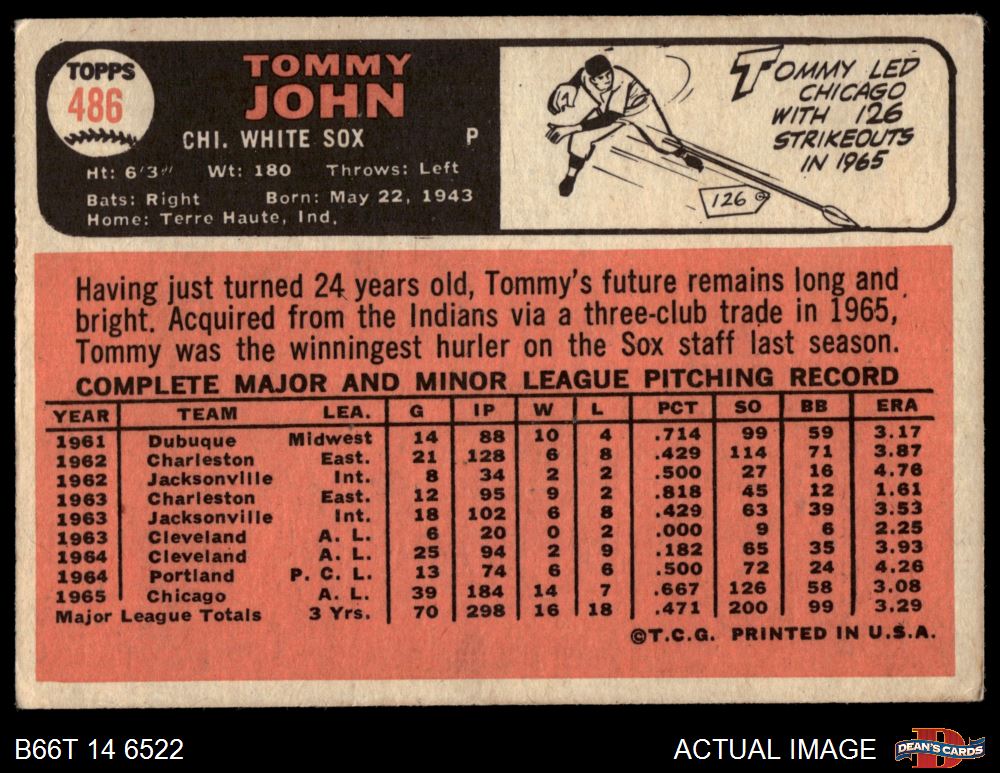 TOPPS
486
TOMMY
JOHN
CHI. WHITE SOX P
Ht: 6'3" Wt: 180 Throws: Left
Bats: Right Born: May 22, 1943
Home: Terre Haute, Ind.
TOMMY LED
CHICAGO
WITH 126
STRIKEOUTS
IN 1965
126
Having just turned 24 years old, Tommy's future remains long and
bright. Acquired from the Indians via a three-club trade in 1965,
Tommy was the winningest hurler on the Sox staff last season.
COMPLETE MAJOR AND MINOR LEAGUE PITCHING RECORD
YEAR TEAM LEA. G IP W L PCT SO BB ERA
1961 Dubuque Midwest 14 88 10 4 .714 99 59 3.17
1962 Charleston East. 21 128 6 8 .429 114 71 3.87
1962 Jacksonville Int. 8 34 2 2 .500 27 16 4.76
1963 Charleston East. 12 95 9 2 .818 45 12 1.61
1963 Jacksonville Int. 18 102 6 8 .429 63 39 3.53
1963 Cleveland A. L. 6 20 0 2 .000 9 6 2.25
1964 Cleveland A. L. 25 94 2 9 .182 65 35 3.93
1964 Portland P. C. L. 13 74 6 6 .500 72 24 4.26
1965 Chicago A. L. 39 184 14 7 .667 126 58 3.08
Major League Totals 3 Yrs. 70 298 16 18 .471 200 99 3.29
©T.C.G. PRINTED IN U.S.A.
B66T 14 6522
ACTUAL IMAGE
D
DEAN'S CARDS